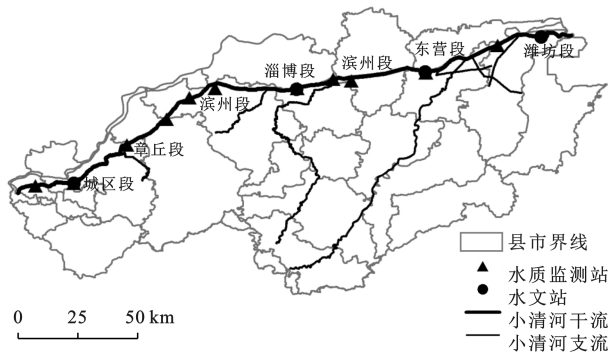 东营段
潍坊段
滨州段
淄博段
滨州段
章丘段
城区段
县市界线
水质监测站
水文站
小清河干流
小清河支流
0 25 50 km